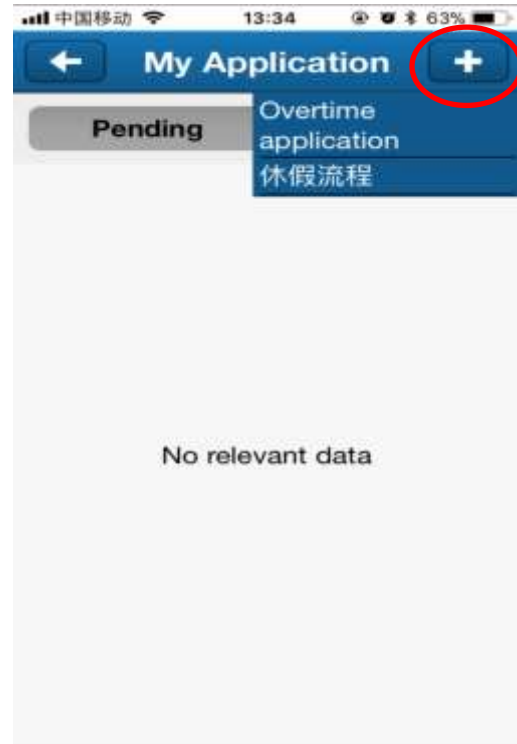 中国移动 13:34 63%
My Application
Pending
Overtime
application
休假流程
No relevant data